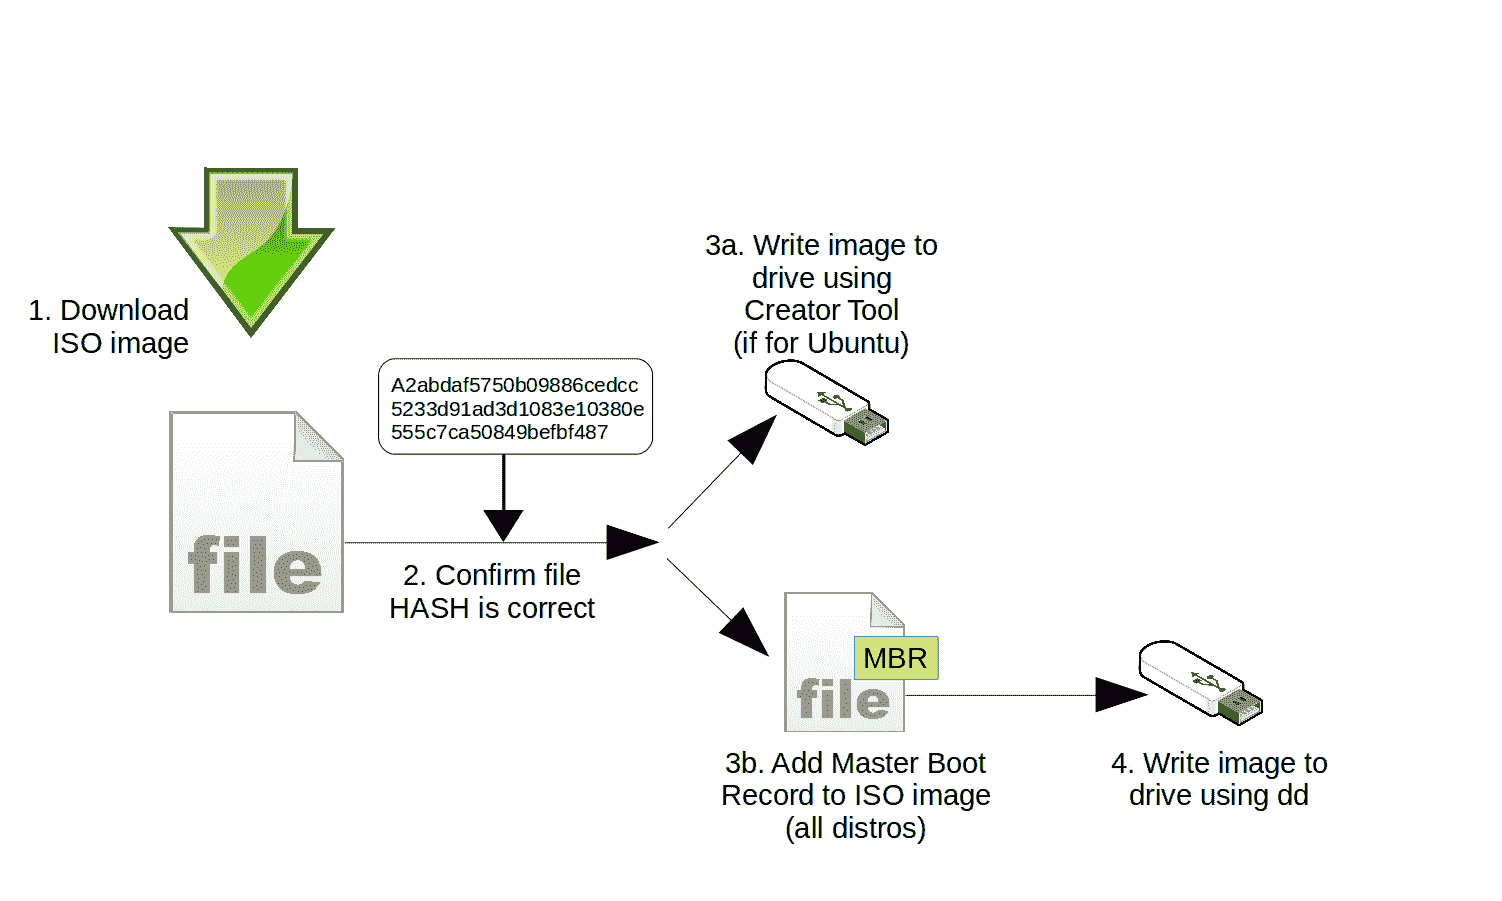 1. Download
ISO image
file
A2abdaf5750b09886cedcc
5233d91ad3d1083e10380e
555c7ca50849befbf487
2. Confirm file
HASH is correct
3a. Write image to
drive using
Creator Tool
(if for Ubuntu)
MBR
file
3b. Add Master Boot
Record to ISO image
(all distros)
4. Write image to
drive using dd